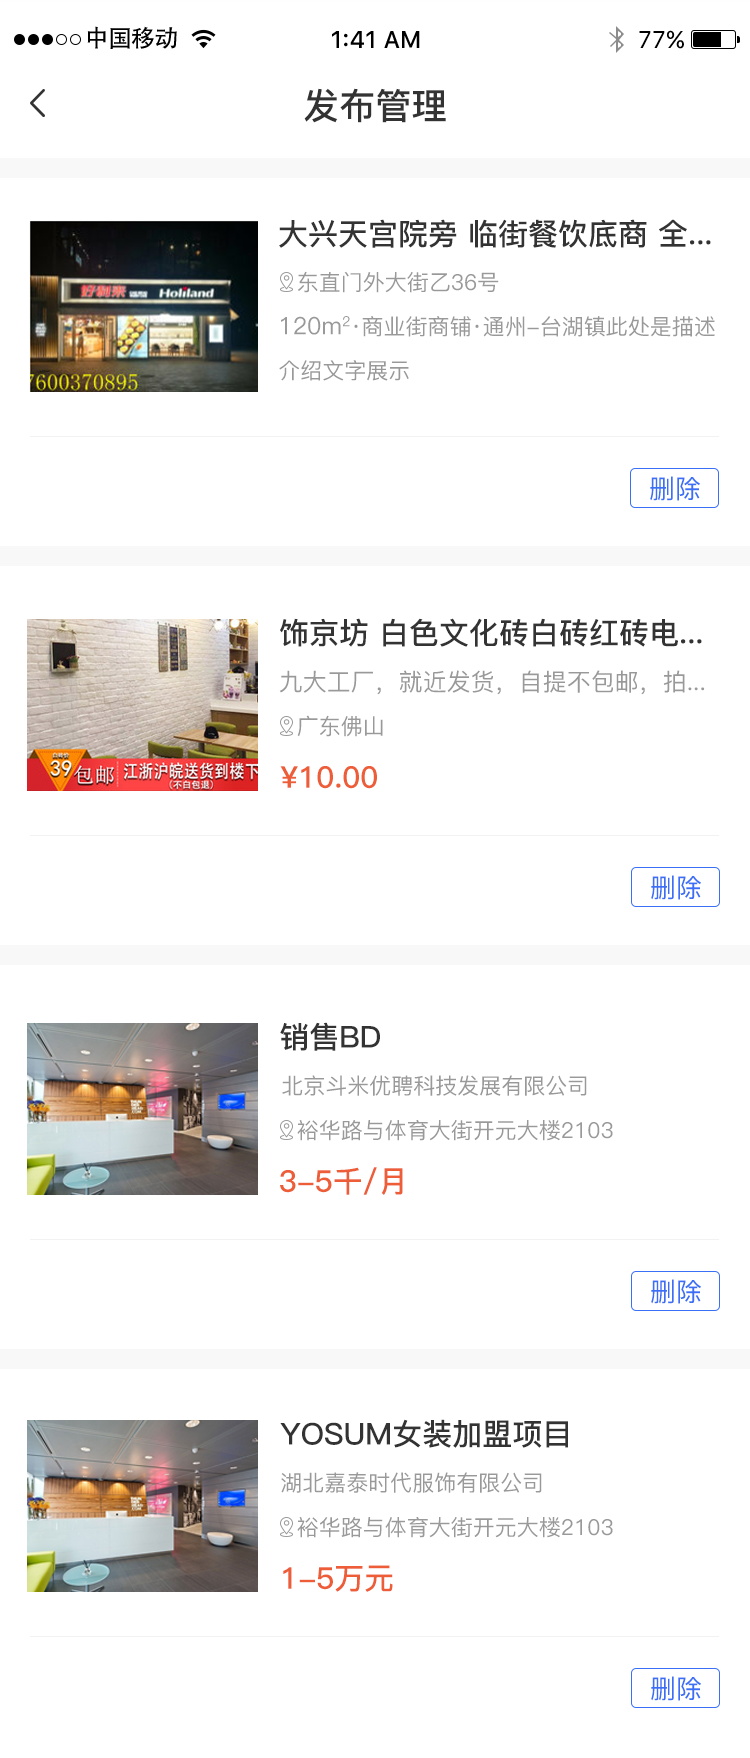 中国移动
1:41 AM
77%
发布管理
大兴天宫院旁 临街餐饮底商 全...
东直门外大街乙36号
120m²·商业街商铺·通州-台湖镇此处是描述
介绍文字展示
好利来 Holiland
7600370895
删除
饰京坊 白色文化砖白砖红砖电...
九大工厂，就近发货，自提不包邮，拍...
广东佛山
¥10.00
39 包邮 江浙沪皖送货到楼下
(不白包退)
删除
销售BD
北京斗米优聘科技发展有限公司
裕华路与体育大街开元大楼2103
3-5千/月
删除
YOSUM女装加盟项目
湖北嘉泰时代服饰有限公司
裕华路与体育大街开元大楼2103
1-5万元
删除